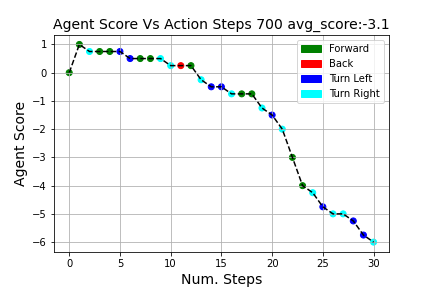 Agent Score Vs Action Steps 700 avg_score:-3.1
Agent Score
1
0
−1
−2
−3
−4
−5
−6
Forward
Back
Turn Left
Turn Right
0 5 10 15 20 25 30
Num. Steps